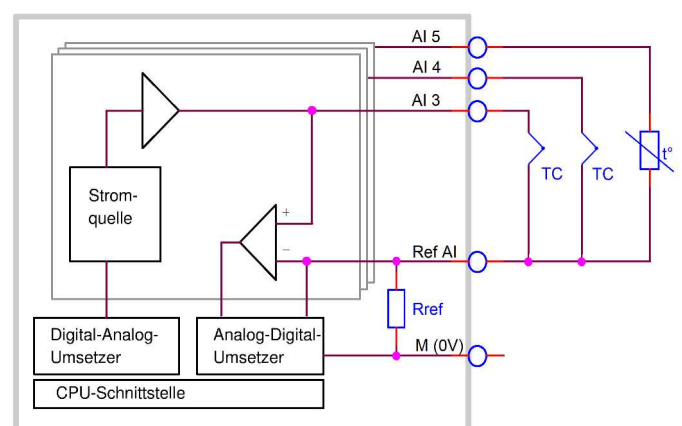 AI 5
AI 4
AI 3
Strom-
quelle
+
−
TC
TC
t°
Ref AI
Rref
M (0V)
Digital-Analog-
Umsetzer
Analog-Digital-
Umsetzer
CPU-Schnittstelle